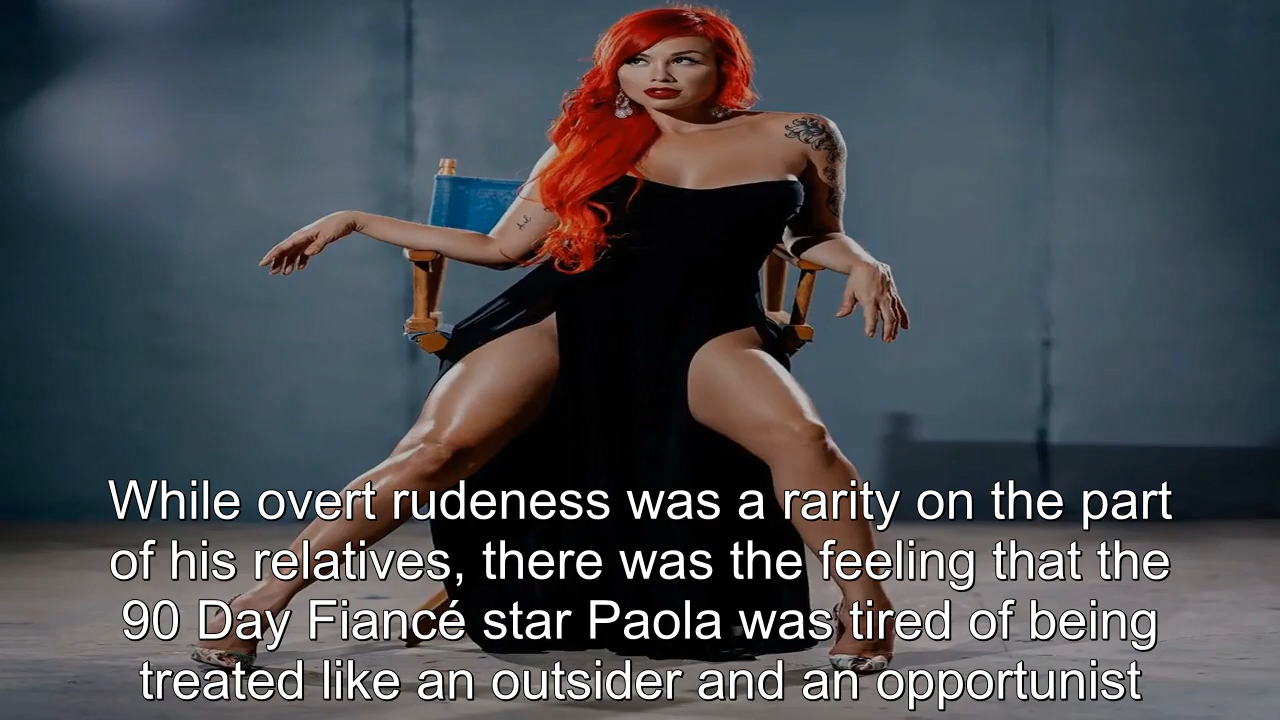 While overt rudeness was a rarity on the part
of his relatives, there was the feeling that the
90 Day Fiancé star Paola was tired of being
treated like an outsider and an opportunist